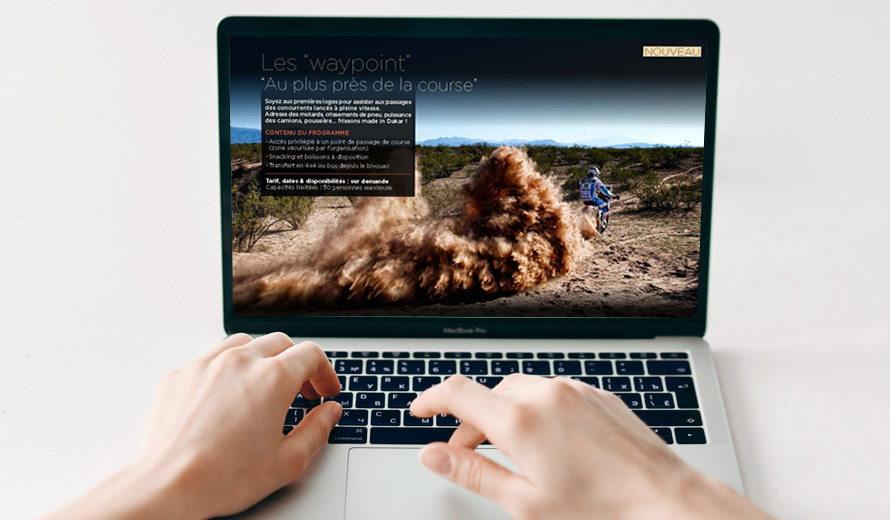 Les "waypoint"
NOUVEAU
"Au plus près de la course"
Soyez aux premières loges pour assister aux passages
des concurrents lancés à pleine vitesse.
Adresse des motards, crissements de pneu, puissance
des camions, poussière... frissons made in Dakar !
CONTENU DU PROGRAMME
- Accès privilégié à un point de passage de course
(zone sécurisée par l'organisation)
- Snacking et boissons à disposition
- Transfert en 4x4 ou bus depuis le bivouac
Tarif, dates & disponibilités : sur demande
Capacités limitées : 50 personnes maximum
MacBook Pro
command